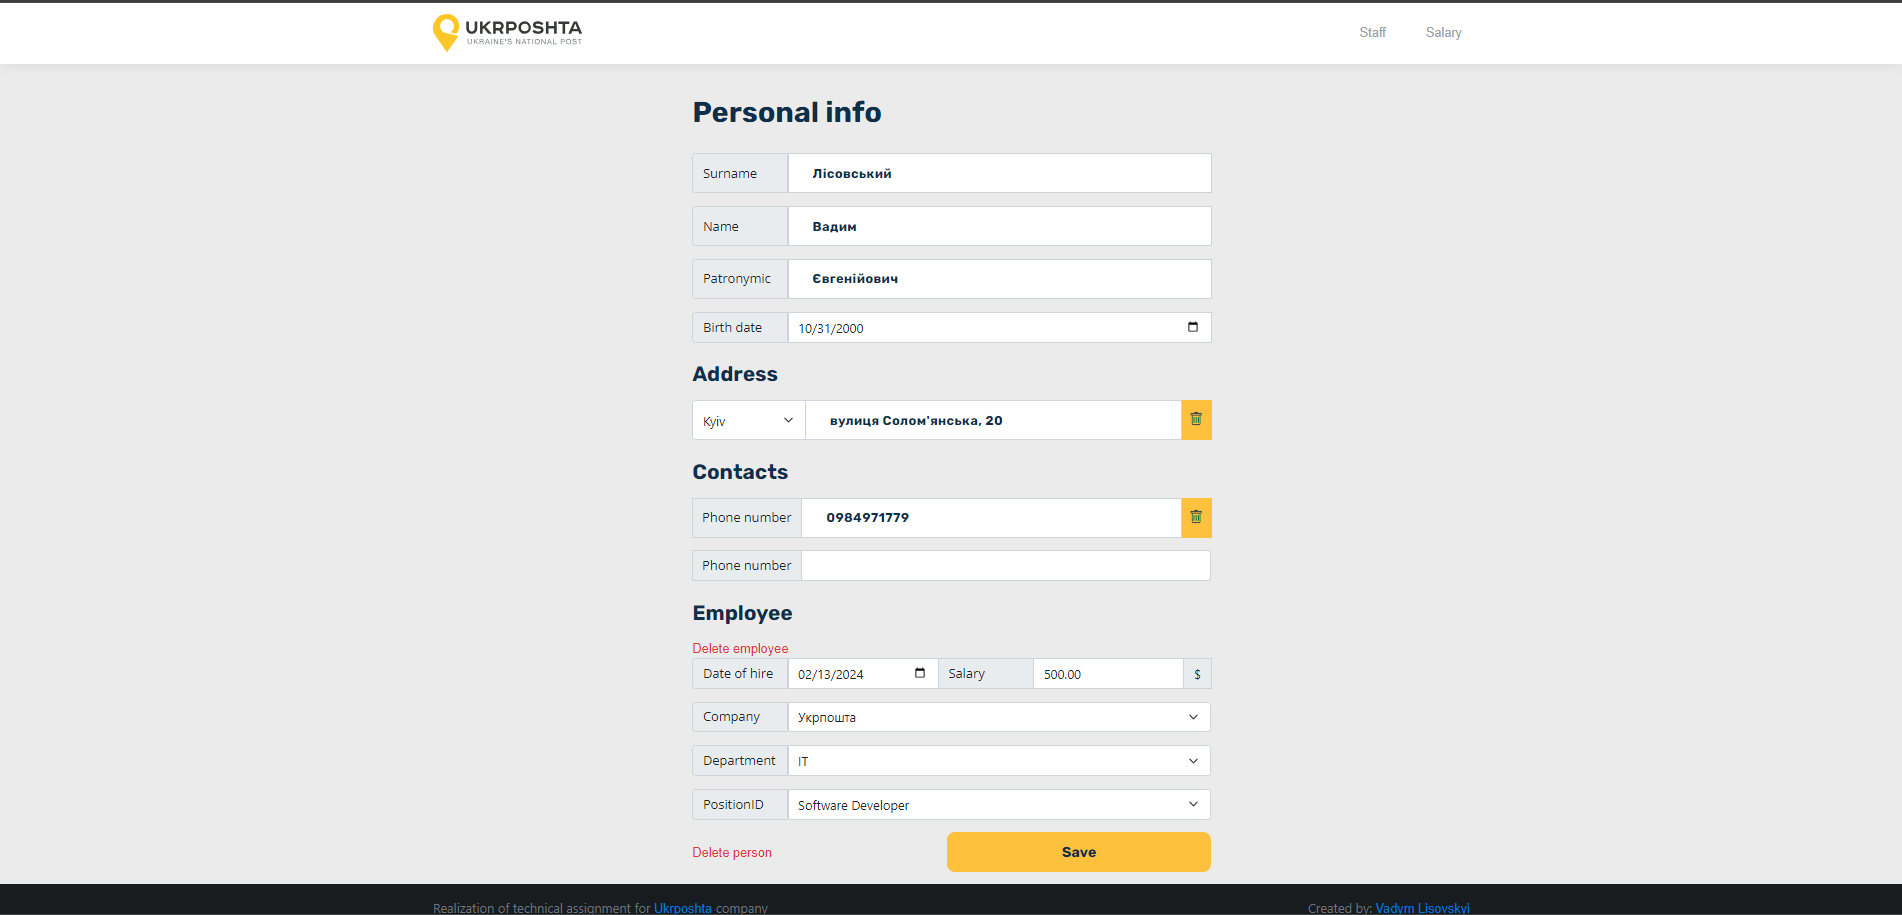 UKRPOSHTA
UKRAINE'S NATIONAL POST
Staff Salary
Personal info
Surname Лісовський
Name Вадим
Patronymic Євгенійович
Birth date 10/31/2000
Address
Kyiv вулиця Солом'янська, 20
Contacts
Phone number 0984971779
Phone number
Employee
Delete employee
Date of hire 02/13/2024 Salary 500.00 $
Company Укрпошта
Department IT
PositionID Software Developer
Delete person Save
Realization of technical assignment for Ukrposhta company Created by: Vadym Lisovskyi